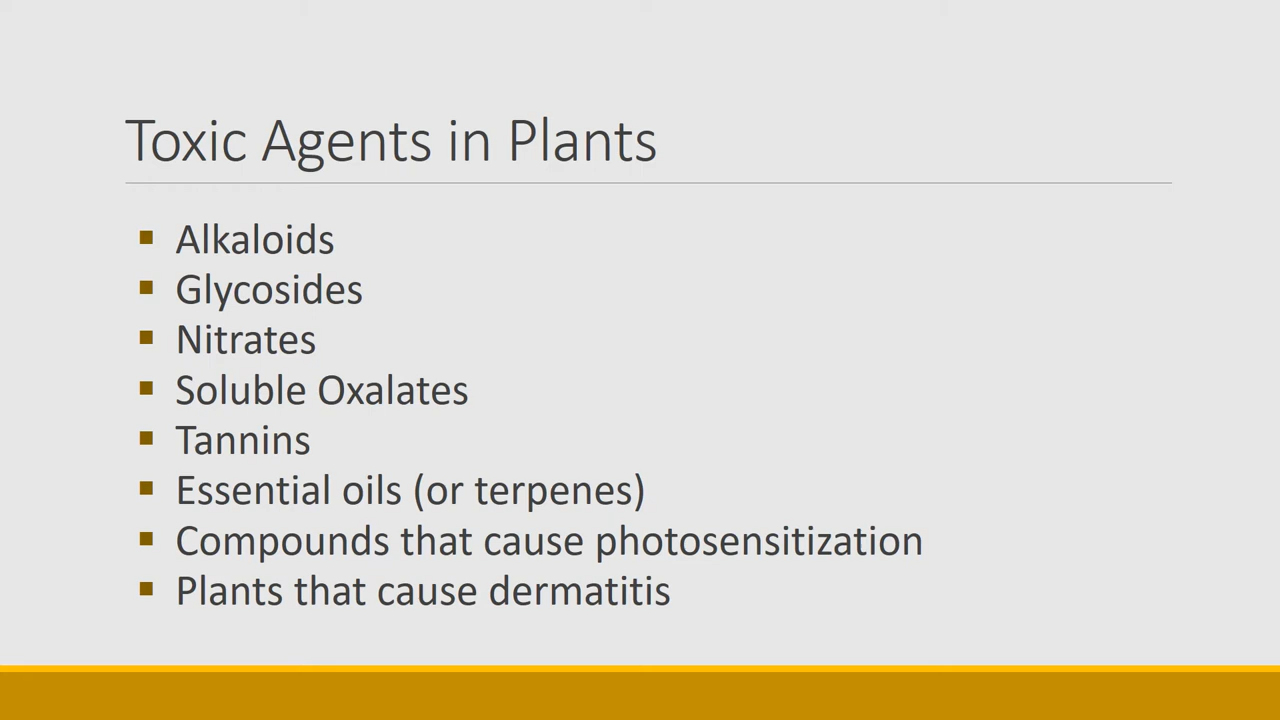 Toxic Agents in Plants
▪ Alkaloids
▪ Glycosides
▪ Nitrates
▪ Soluble Oxalates
▪ Tannins
▪ Essential oils (or terpenes)
▪ Compounds that cause photosensitization
▪ Plants that cause dermatitis